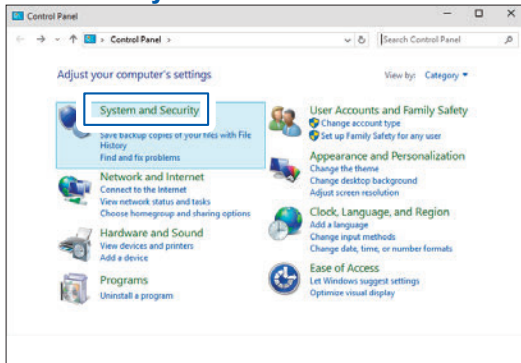 Control Panel
Control Panel
Search Control Panel
Adjust your computer's settings
View by: Category
System and Security
Save backup copies of your files with File
History
Find and fix problems
Network and Internet
Connect to the Internet
View network status and tasks
Choose homegroup and sharing options
Hardware and Sound
View devices and printers
Add a device
Programs
Uninstall a program
User Accounts and Family Safety
Change account type
Set up Family Safety for any user
Appearance and Personalization
Change the theme
Change desktop background
Adjust screen resolution
Clock, Language, and Region
Add a language
Change input methods
Change date, time, or number formats
Ease of Access
Let Windows suggest settings
Optimize visual display